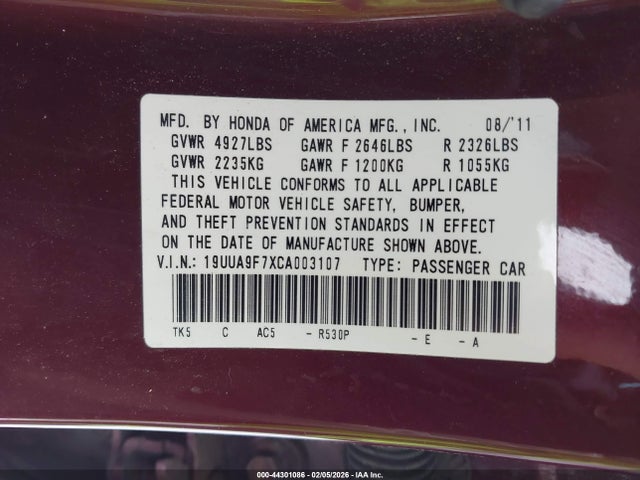 MFD. BY HONDA OF AMERICA MFG., INC. 08/'11
GVWR 4927LBS GAWR F 2646LBS R 2326LBS
GVWR 2235KG GAWR F 1200KG R 1055KG
THIS VEHICLE CONFORMS TO ALL APPLICABLE
FEDERAL MOTOR VEHICLE SAFETY, BUMPER,
AND THEFT PREVENTION STANDARDS IN EFFECT
ON THE DATE OF MANUFACTURE SHOWN ABOVE.
V.I.N.: 19UUA9F7XCA003107 TYPE: PASSENGER CAR
TK5 C AC5 - R530P - E - A
000-44301086 - 02/05/2026 - IAA Inc.